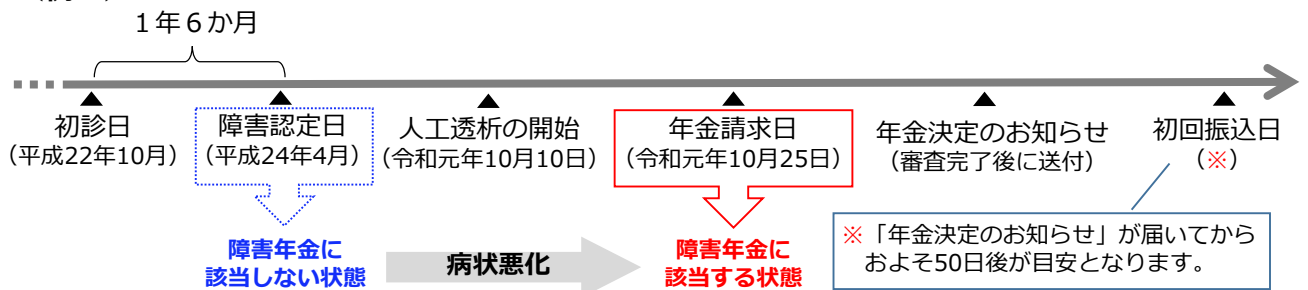 １年６か月
初診日
（平成22年10月）
障害認定日
（平成24年4月）
人工透析の開始
（令和元年10月10日）
年金請求日
（令和元年10月25日）
年金決定のお知らせ
（審査完了後に送付）
初回振込日
（※）
障害年金に
該当しない状態
病状悪化
障害年金に
該当する状態
※「年金決定のお知らせ」が届いてから
およそ50日後が目安となります。